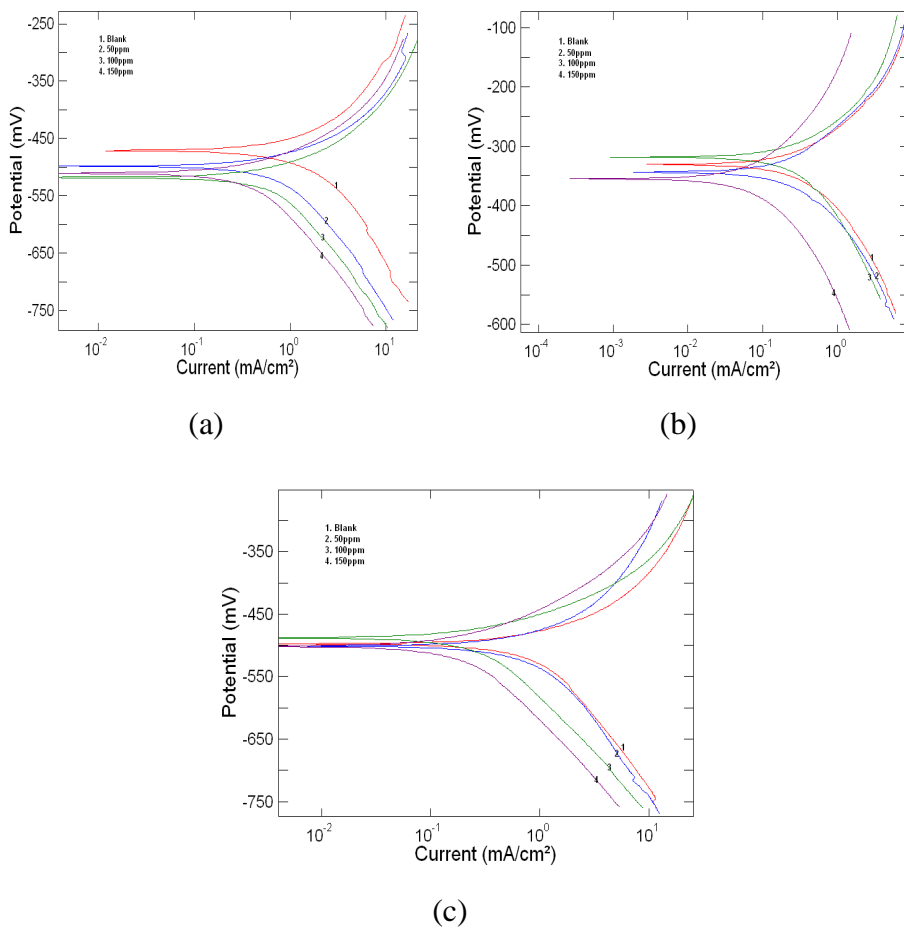 -250
-350
-450
-550
-650
-750
Potential (mV)
1. Blank
2. 50ppm
3. 100ppm
4. 150ppm
1
2
3
4
10⁻² 10⁻¹ 10⁰ 10¹
Current (mA/cm²)
(a)
-100
-200
-300
-400
-500
-600
Potential (mV)
1. Blank
2. 50ppm
3. 100ppm
4. 150ppm
1
2
3
4
10⁻⁴ 10⁻³ 10⁻² 10⁻¹ 10⁰
Current (mA/cm²)
(b)
-350
-450
-550
-650
-750
Potential (mV)
1. Blank
2. 50ppm
3. 100ppm
4. 150ppm
1
2
3
4
10⁻² 10⁻¹ 10⁰ 10¹
Current (mA/cm²)
(c)